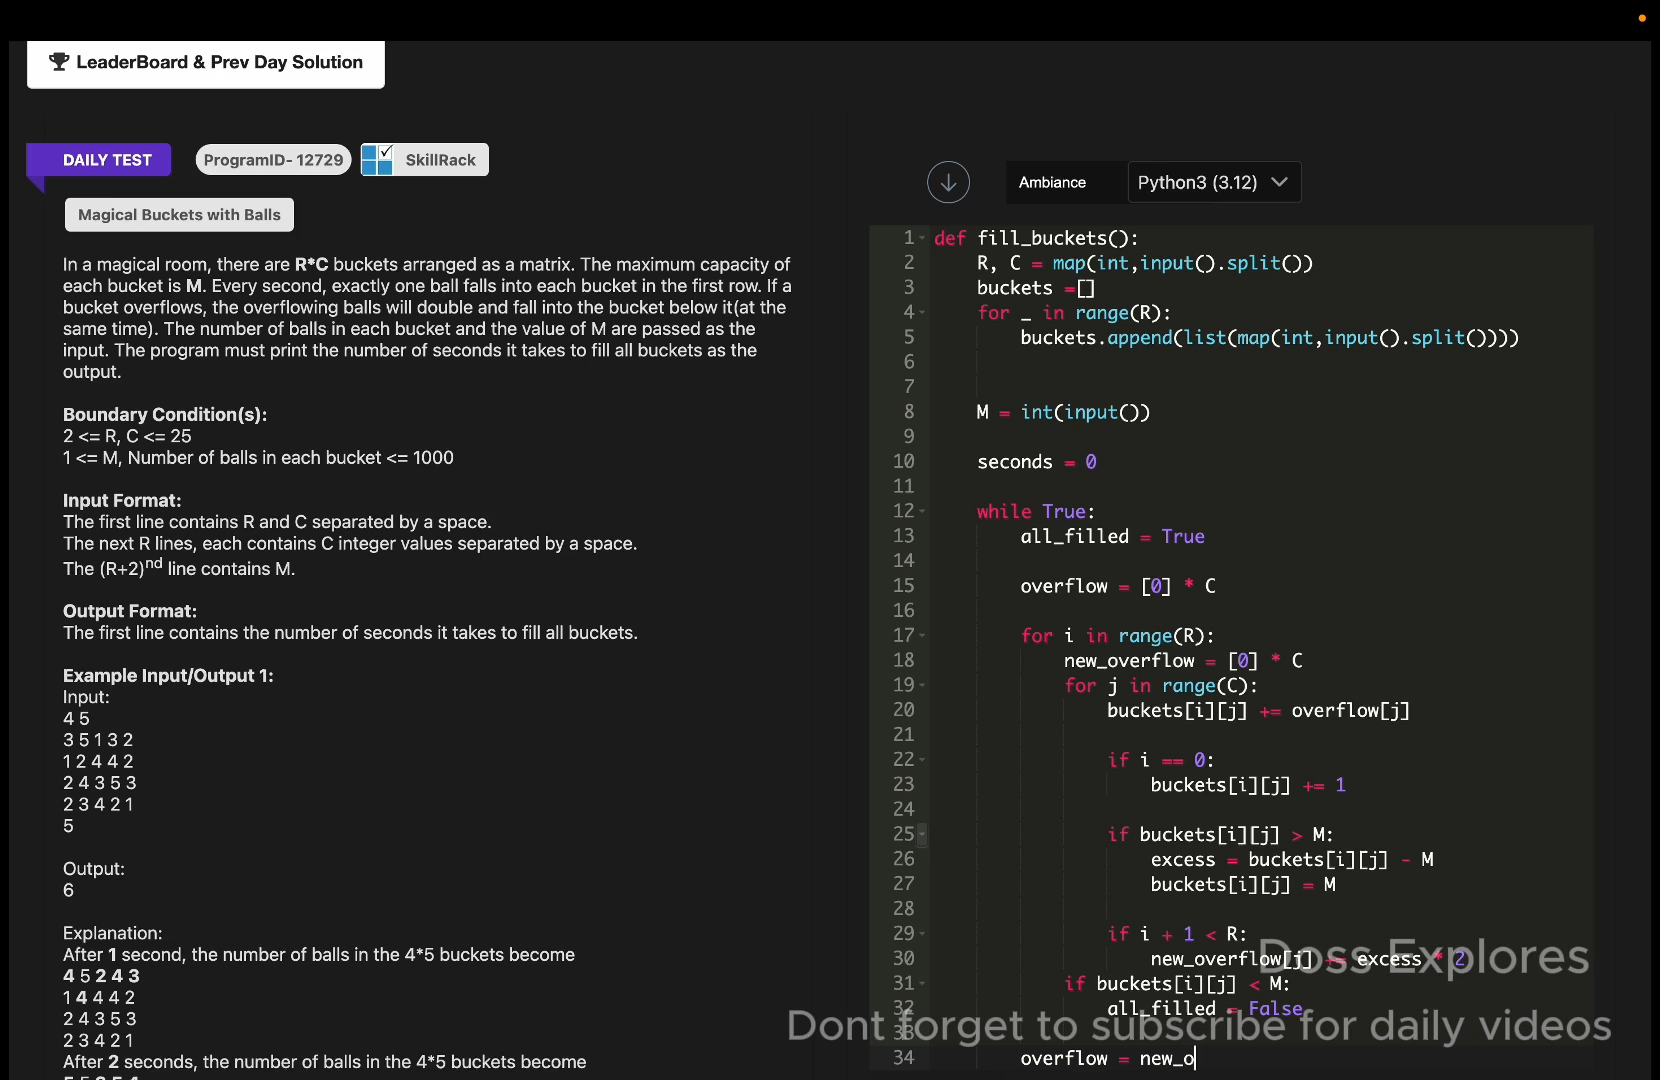 LeaderBoard & Prev Day Solution
DAILY TEST
ProgramID- 12729
SkillRack
Magical Buckets with Balls
In a magical room, there are R*C buckets arranged as a matrix. The maximum capacity of
each bucket is M. Every second, exactly one ball falls into each bucket in the first row. If a
bucket overflows, the overflowing balls will double and fall into the bucket below it(at the
same time). The number of balls in each bucket and the value of M are passed as the
input. The program must print the number of seconds it takes to fill all buckets as the
output.
Boundary Condition(s):
2 <= R, C <= 25
1 <= M, Number of balls in each bucket <= 1000
Input Format:
The first line contains R and C separated by a space.
The next R lines, each contains C integer values separated by a space.
The (R+2)nd line contains M.
Output Format:
The first line contains the number of seconds it takes to fill all buckets.
Example Input/Output 1:
Input:
4 5
3 5 1 3 2
1 2 4 4 2
2 4 3 5 3
2 3 4 2 1
5
Output:
6
Explanation:
After 1 second, the number of balls in the 4*5 buckets become
4 5 2 4 3
1 4 4 4 2
2 4 3 5 3
2 3 4 2 1
After 2 seconds, the number of balls in the 4*5 buckets become
Ambiance
Python3 (3.12)
1 def fill_buckets():
2 R, C = map(int,input().split())
3 buckets =[]
4 for _ in range(R):
5 buckets.append(list(map(int,input().split())))
6
7
8 M = int(input())
9
10 seconds = 0
11
12 while True:
13 all_filled = True
14
15 overflow = [0] * C
16
17 for i in range(R):
18 new_overflow = [0] * C
19 for j in range(C):
20 buckets[i][j] += overflow[j]
21
22 if i == 0:
23 buckets[i][j] += 1
24
25 if buckets[i][j] > M:
26 excess = buckets[i][j] - M
27 buckets[i][j] = M
28
29 if i + 1 < R:
30 new_overflow[j] += excess * 2
31 if buckets[i][j] < M:
32 all_filled = False
33
34 overflow = new_o
Doss Explores
Dont forget to subscribe for daily videos